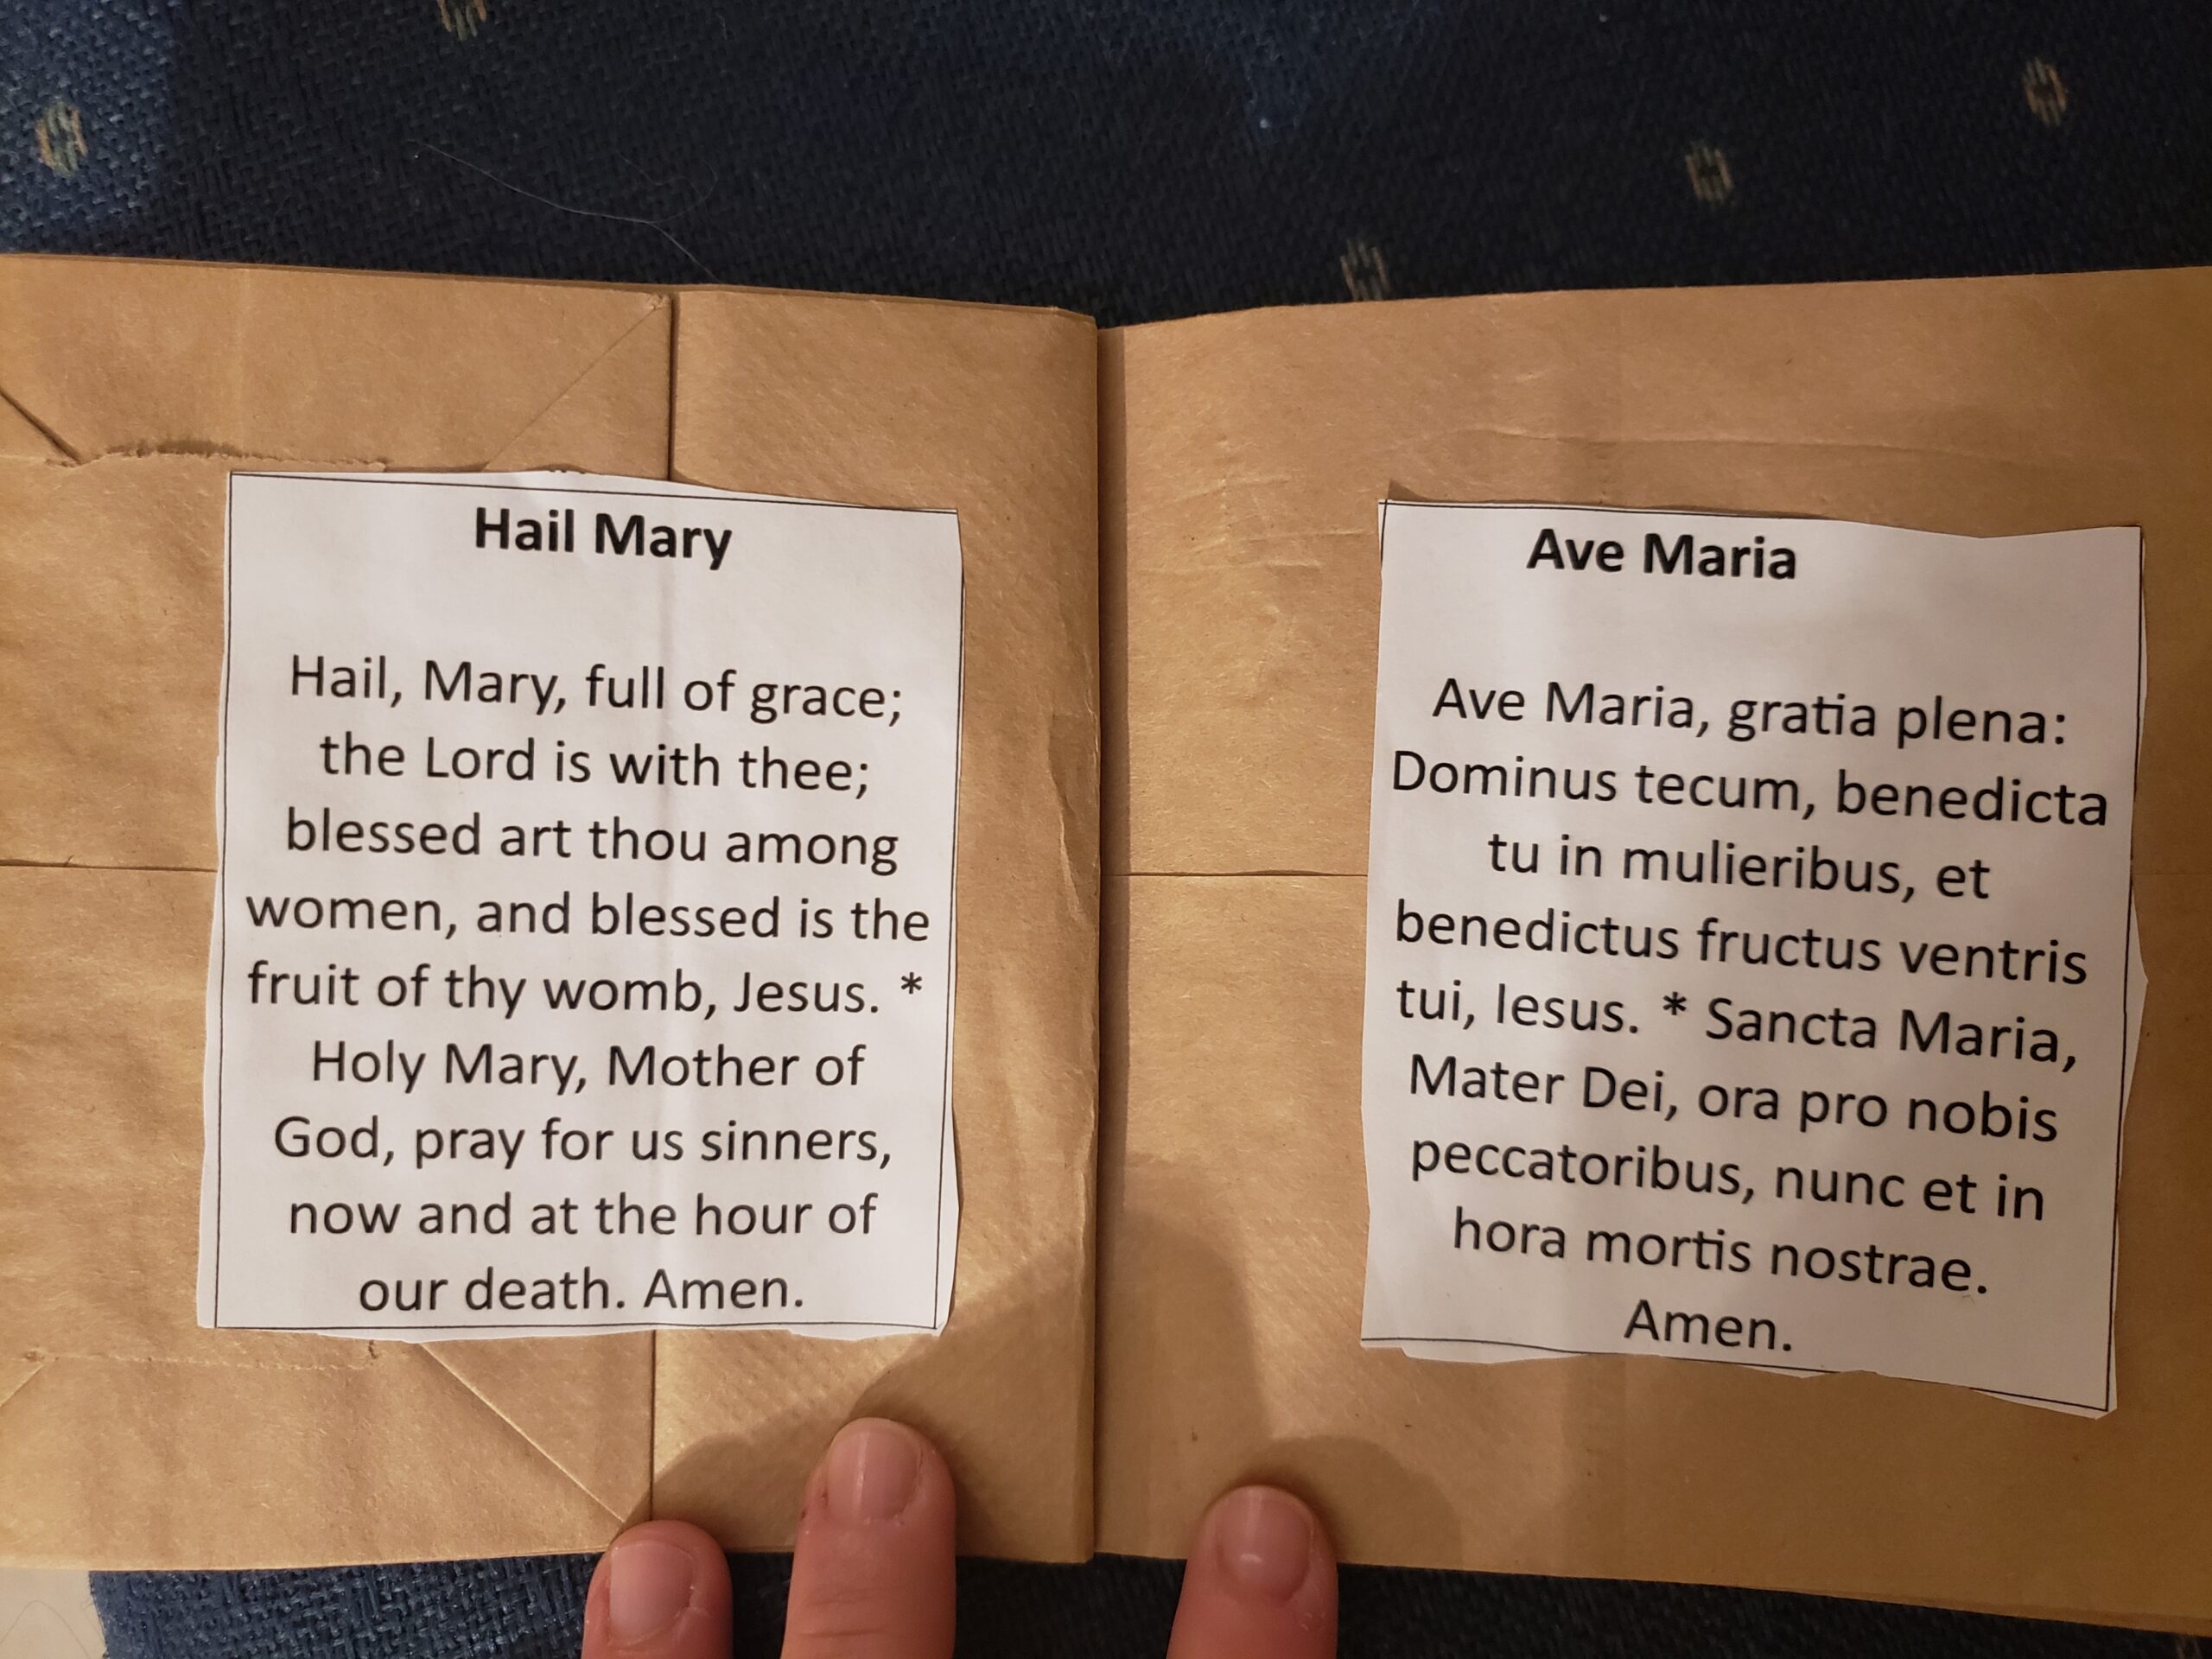 Hail Mary
Hail, Mary, full of grace;
the Lord is with thee;
blessed art thou among
women, and blessed is the
fruit of thy womb, Jesus. *
Holy Mary, Mother of
God, pray for us sinners,
now and at the hour of
our death. Amen.
Ave Maria
Ave Maria, gratia plena:
Dominus tecum, benedicta
tu in mulieribus, et
benedictus fructus ventris
tui, Iesus. * Sancta Maria,
Mater Dei, ora pro nobis
peccatoribus, nunc et in
hora mortis nostrae.
Amen.